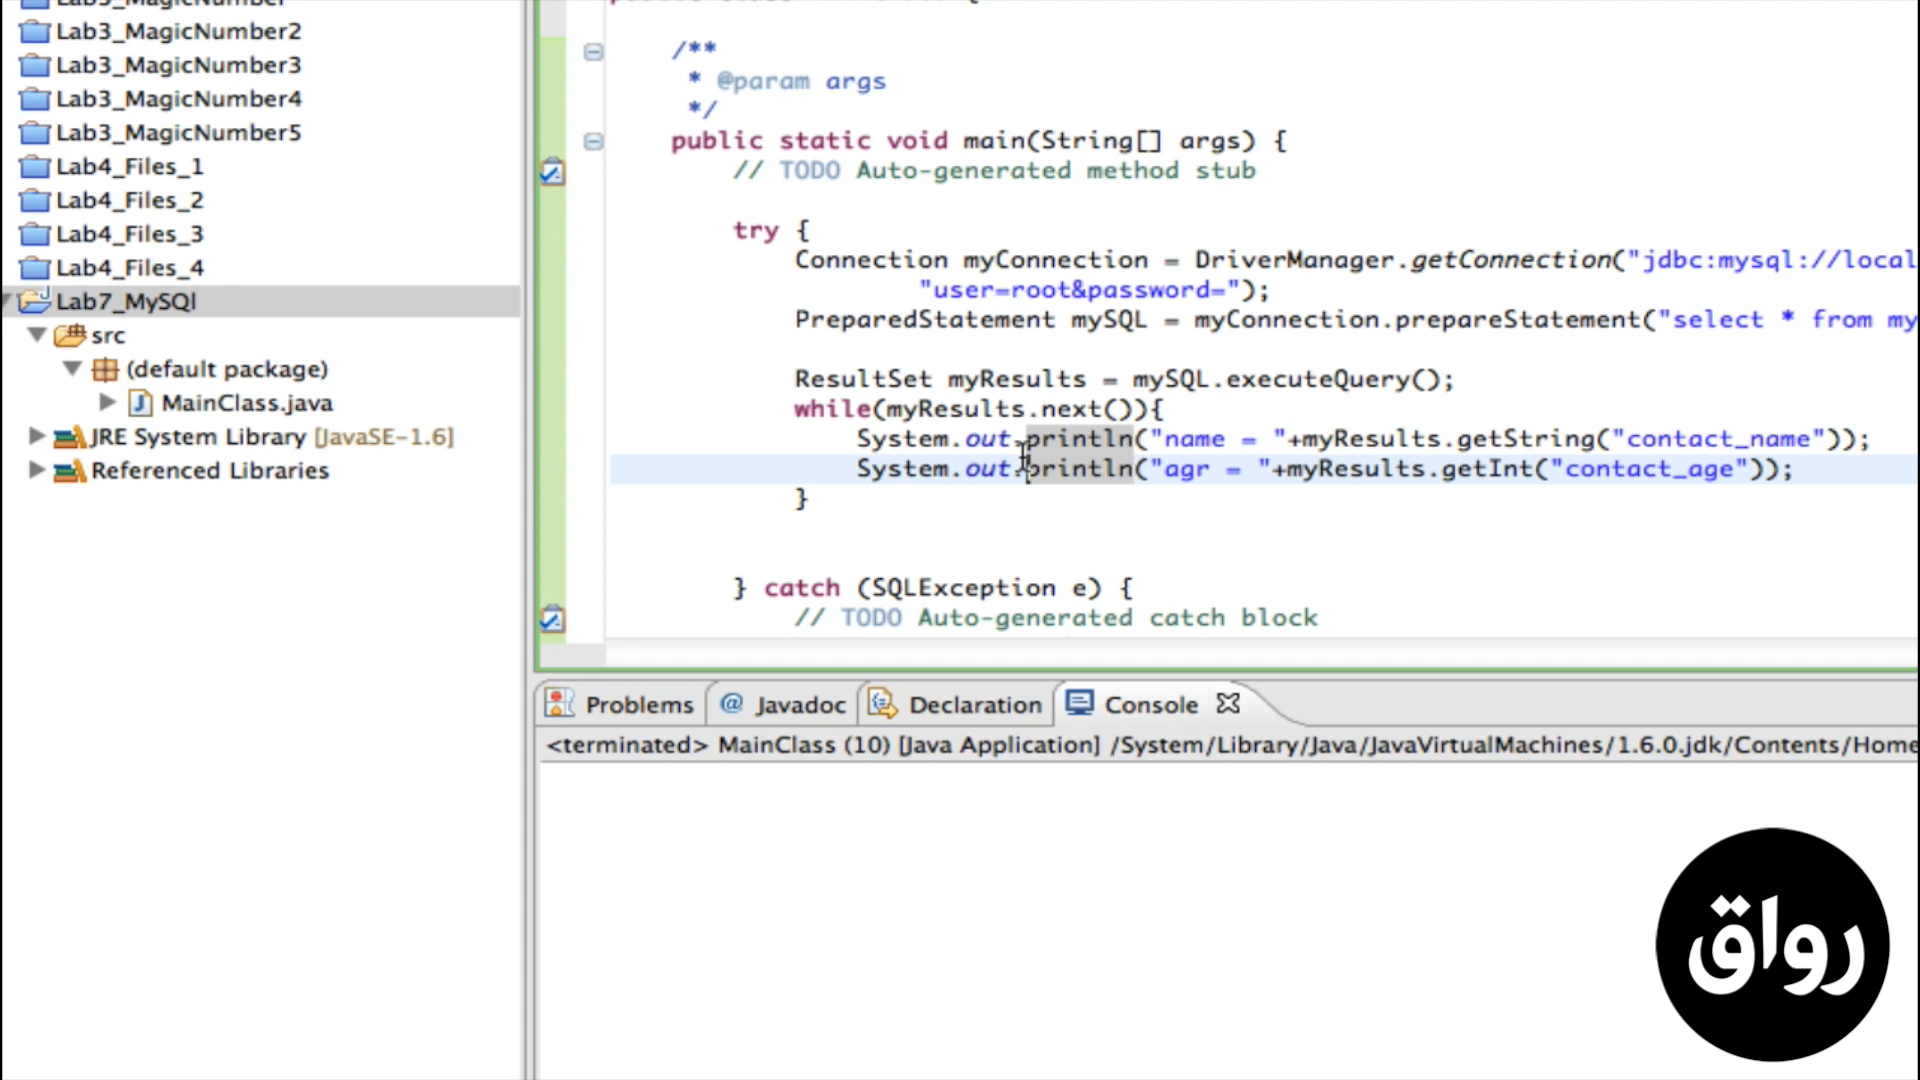 Lab3_MagicNumber
Lab3_MagicNumber2
Lab3_MagicNumber3
Lab3_MagicNumber4
Lab3_MagicNumber5
Lab4_Files_1
Lab4_Files_2
Lab4_Files_3
Lab4_Files_4
Lab7_MySQl
src
(default package)
MainClass.java
JRE System Library [JavaSE-1.6]
Referenced Libraries
/**
* @param args
*/
public static void main(String[] args) {
// TODO Auto-generated method stub
try {
Connection myConnection = DriverManager.getConnection("jdbc:mysql://local
"user=root&password=");
PreparedStatement mySQL = myConnection.prepareStatement("select * from my
ResultSet myResults = mySQL.executeQuery();
while(myResults.next()){
System.out.println("name = "+myResults.getString("contact_name"));
System.out.println("agr = "+myResults.getInt("contact_age"));
}
} catch (SQLException e) {
// TODO Auto-generated catch block
Problems @ Javadoc Declaration Console
<terminated> MainClass (10) [Java Application] /System/Library/Java/JavaVirtualMachines/1.6.0.jdk/Contents/Home
رواق